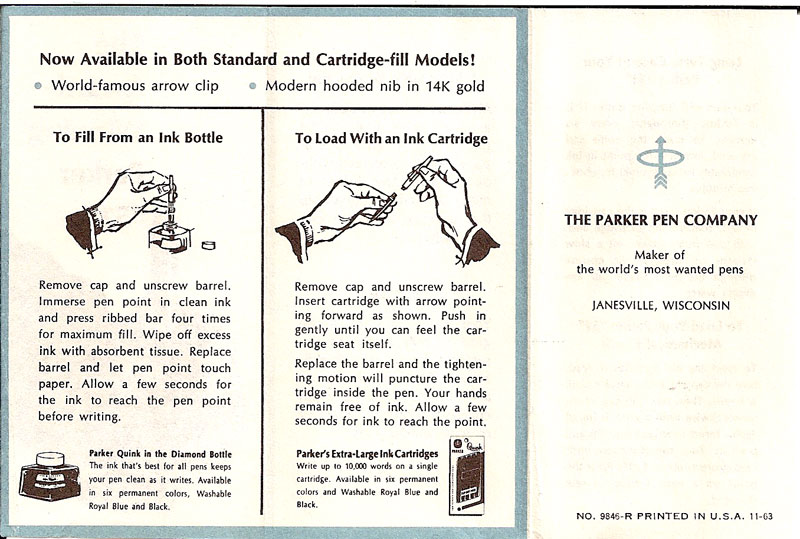 Now Available in Both Standard and Cartridge-fill Models!
• World-famous arrow clip • Modern hooded nib in 14K gold
To Fill From an Ink Bottle
Remove cap and unscrew barrel.
Immerse pen point in clean ink
and press ribbed bar four times
for maximum fill. Wipe off excess
ink with absorbent tissue. Replace
barrel and let pen point touch
paper. Allow a few seconds for
the ink to reach the pen point
before writing.
Parker Quink in the Diamond Bottle
The ink that's best for all pens keeps
your pen clean as it writes. Available
in six permanent colors, Washable
Royal Blue and Black.
To Load With an Ink Cartridge
Remove cap and unscrew barrel.
Insert cartridge with arrow point-
ing forward as shown. Push in
gently until you can feel the car-
tridge seat itself.
Replace the barrel and the tighten-
ing motion will puncture the car-
tridge inside the pen. Your hands
remain free of ink. Allow a few
seconds for ink to reach the point.
Parker's Extra-Large Ink Cartridges
Write up to 10,000 words on a single
cartridge. Available in six permanent
colors and Washable Royal Blue and
Black.
THE PARKER PEN COMPANY
Maker of
the world's most wanted pens
JANESVILLE, WISCONSIN
NO. 9846-R PRINTED IN U.S.A. 11-63